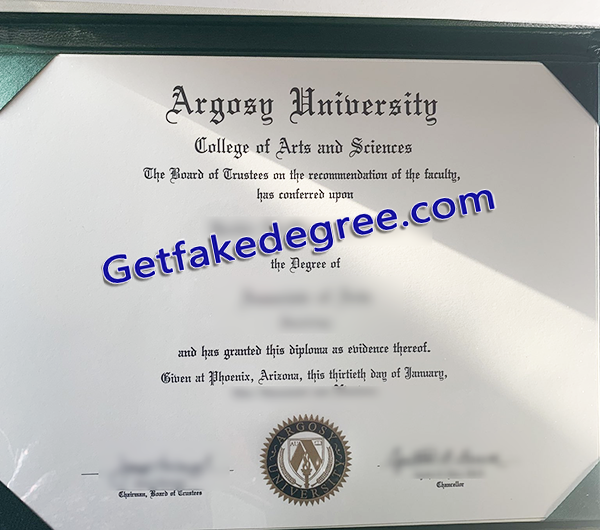 Argosy University
College of Arts and Sciences
The Board of Trustees on the recommendation of the faculty,
has conferred upon
Getfakedegree.com
the Degree of
and has granted this diploma as evidence thereof.
Given at Phoenix, Arizona, this thirtieth day of January,
ARGOSY
UNIVERSITY
Chairman, Board of Trustees
Chancellor